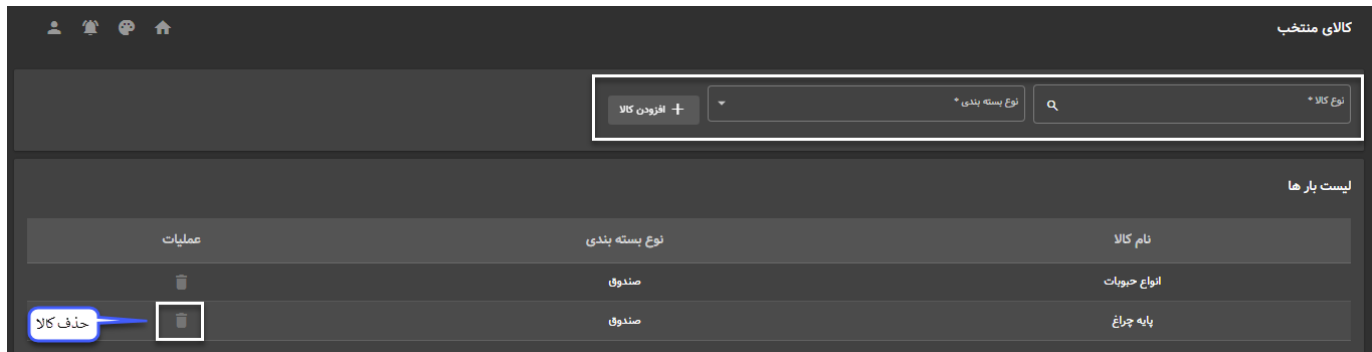 کالای منتخب
نوع کالا *
نوع بسته بندی *
افزودن کالا
لیست بار ها
نام کالا نوع بسته بندی عملیات
انواع حبوبات صندوق
پایه چراغ صندوق
حذف کالا